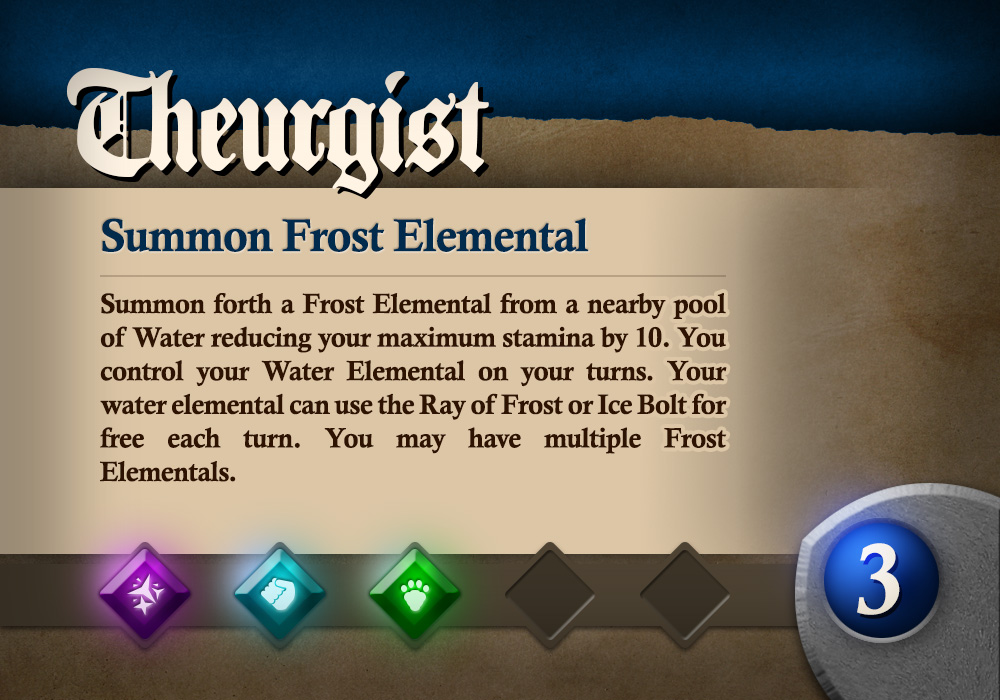 Theurgist
Summon Frost Elemental
Summon forth a Frost Elemental from a nearby pool
of Water reducing your maximum stamina by 10. You
control your Water Elemental on your turns. Your
water elemental can use the Ray of Frost or Ice Bolt for
free each turn. You may have multiple Frost
Elementals.
3